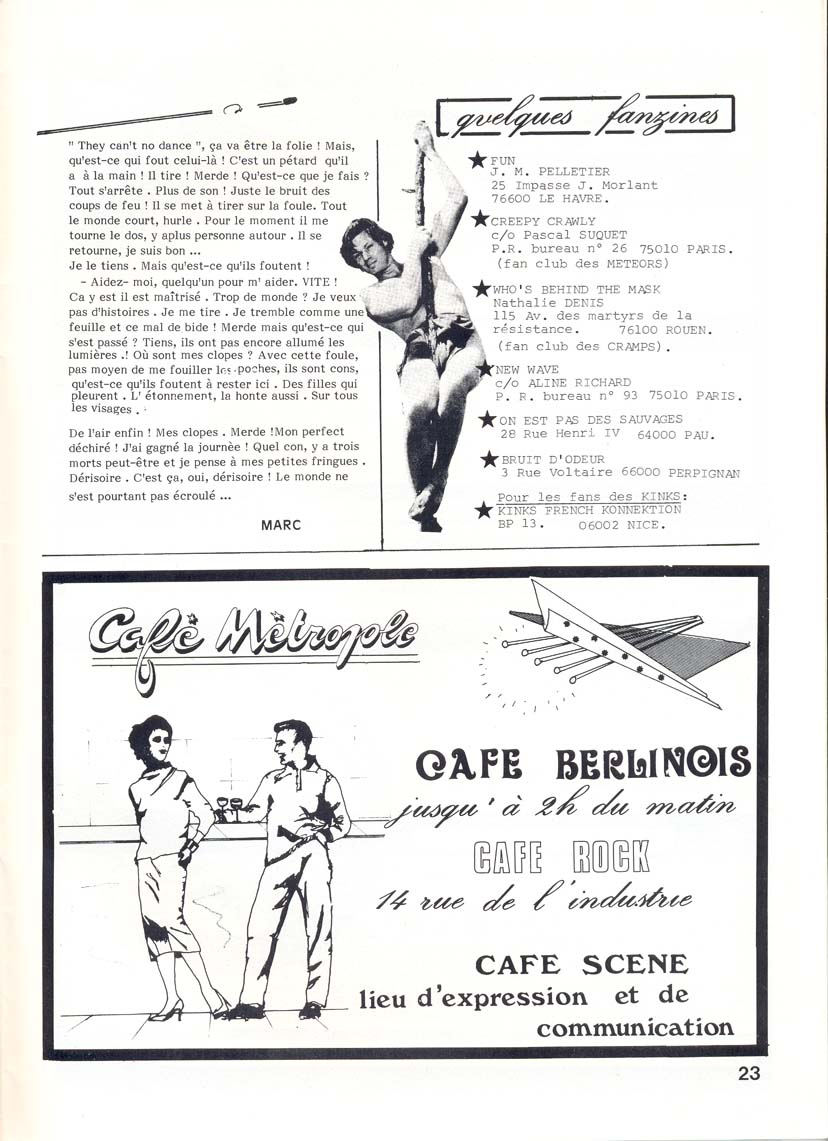 " They can't no dance ", ça va être la folie ! Mais,
qu'est-ce qui fout celui-là ! C'est un pétard qu'il
a à la main ! Il tire ! Merde ! Qu'est-ce que je fais ?
Tout s'arrête . Plus de son ! Juste le bruit des
coups de feu ! Il se met à tirer sur la foule. Tout
le monde court, hurle . Pour le moment il me
tourne le dos, y aplus personne autour . Il se
retourne, je suis bon ...
Je le tiens . Mais qu'est-ce qu'ils foutent !
- Aidez- moi, quelqu'un pour m' aider. VITE !
Ca y est il est maîtrisé . Trop de monde ? Je veux
pas d'histoires . Je me tire . Je tremble comme une
feuille et ce mal de bide ! Merde mais qu'est-ce qui
s'est passé ? Tiens, ils ont pas encore allumé les
lumières .! Où sont mes clopes ? Avec cette foule,
pas moyen de me fouiller les poches, ils sont cons,
qu'est-ce qu'ils foutent à rester ici . Des filles qui
pleurent . L' étonnement, la honte aussi . Sur tous
les visages .
De l'air enfin ! Mes clopes . Merde !Mon perfect
déchiré ! J'ai gagné la journèe ! Quel con, y a trois
morts peut-être et je pense à mes petites fringues .
Dérisoire . C'est ça, oui, dérisoire ! Le monde ne
s'est pourtant pas écroulé ...
MARC
quelques fanzines
★FUN
J. M. PELLETIER
25 Impasse J. Morlant
76600 LE HAVRE.
★CREEPY CRAWLY
c/o Pascal SUQUET
P.R. bureau n° 26 75010 PARIS.
(fan club des METEORS)
★WHO'S BEHIND THE MASK
Nathalie DENIS
115 Av. des martyrs de la
résistance. 76100 ROUEN.
(fan club des CRAMPS).
★NEW WAVE
c/o ALINE RICHARD
P. R. bureau n° 93 75010 PARIS.
★ON EST PAS DES SAUVAGES
28 Rue Henri IV 64000 PAU.
★BRUIT D'ODEUR
3 Rue Voltaire 66000 PERPIGNAN
Pour les fans des KINKS:
★KINKS FRENCH KONNEKTION
BP 13. 06002 NICE.
Café Métropole
CAFE BERLINOIS
jusqu' à 2h du matin
CAFE ROCK
14 rue de l'industrie
CAFE SCENE
lieu d'expression et de
communication
23